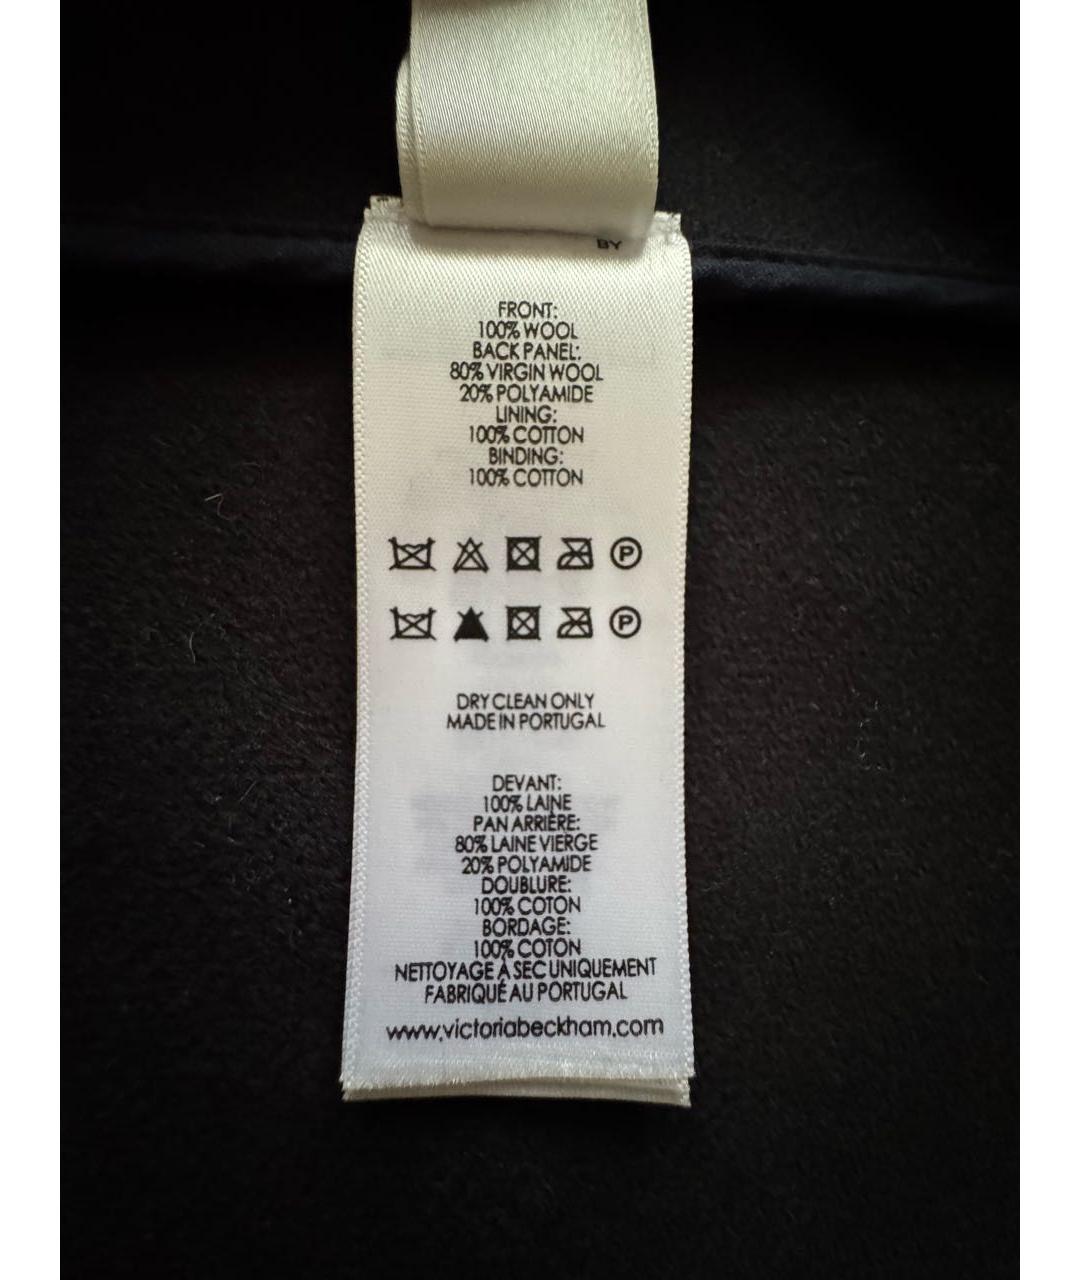 BY
FRONT:
100% WOOL
BACK PANEL:
80% VIRGIN WOOL
20% POLYAMIDE
LINING:
100% COTTON
BINDING:
100% COTTON
P
P
DRY CLEAN ONLY
MADE IN PORTUGAL
DEVANT:
100% LAINE
PAN ARRIÈRE:
80% LAINE VIERGE
20% POLYAMIDE
DOUBLURE:
100% COTON
BORDAGE:
100% COTON
NETTOYAGE À SEC UNIQUEMENT
FABRIQUÉ AU PORTUGAL
www.victoriabeckham.com